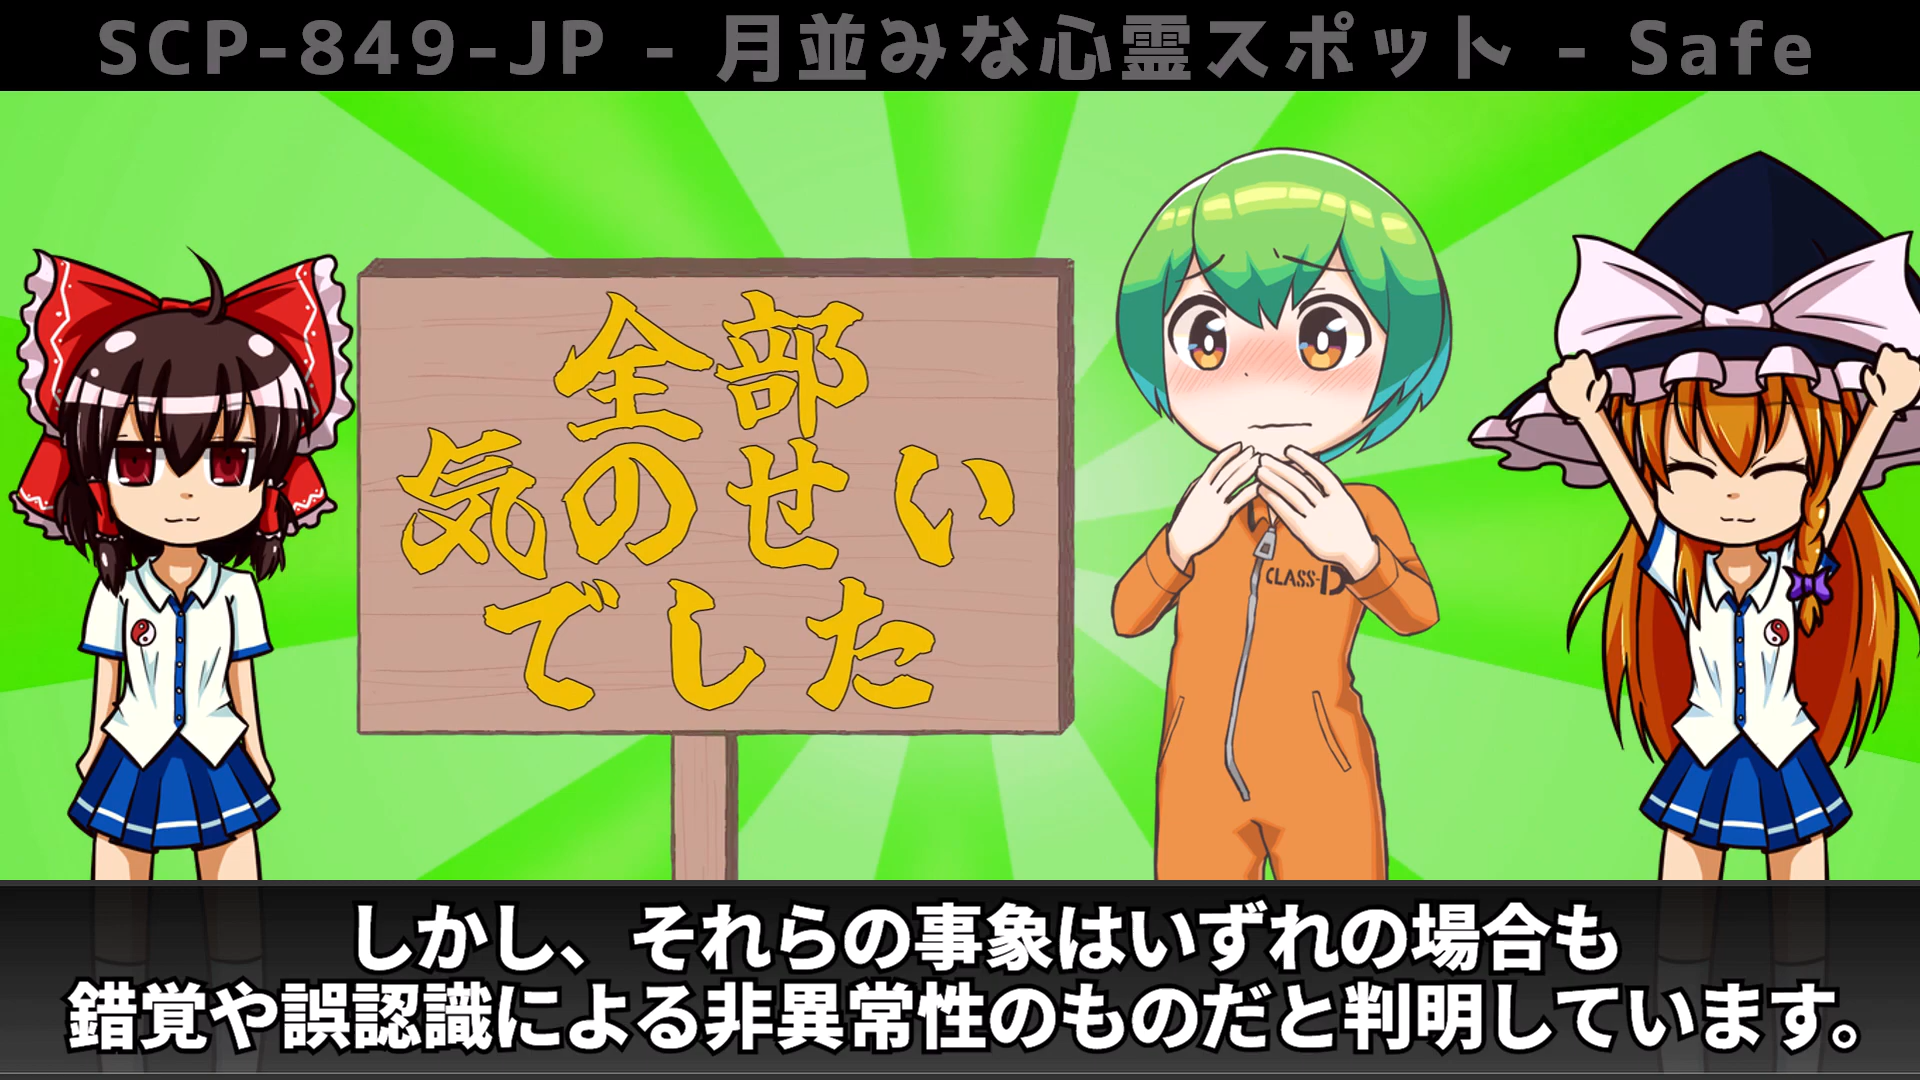 SCP-849-JP - 月並みな心霊スポット - Safe
全部
気のせい
でした
CLASS-D
しかし、それらの事象はいずれの場合も
錯覚や誤認識による非異常性のものだと判明しています。